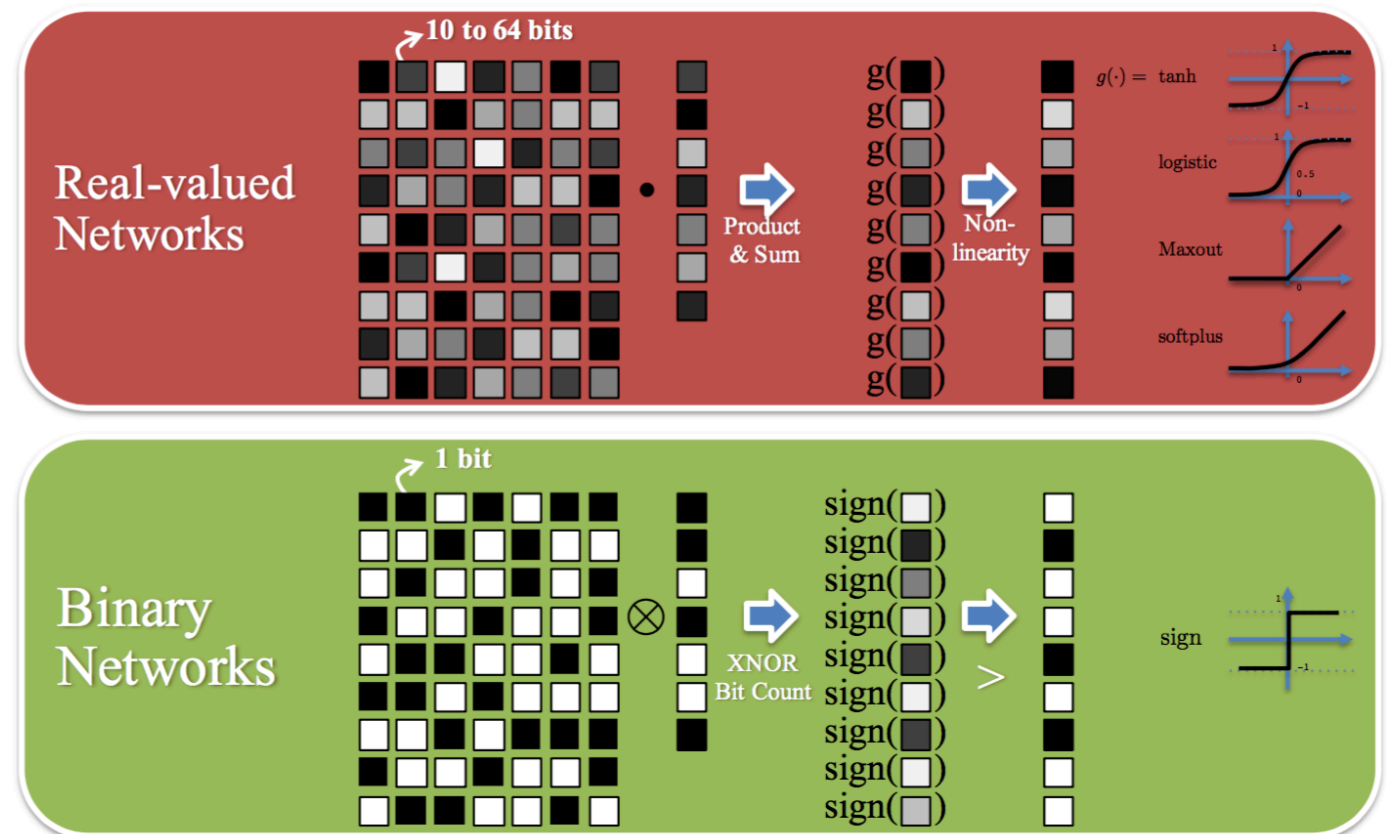 10 to 64 bits
Real-valued
Networks
•
Product
& Sum
g( )
g( )
g( )
g( )
g( )
g( )
g( )
g( )
g( )
Non-
linearity
g(·) = tanh
1
-1
logistic
1
0.5
0
Maxout
0
softplus
0
1 bit
Binary
Networks
⊗
XNOR
Bit Count
sign( )
sign( )
sign( )
sign( )
sign( )
sign( )
sign( )
sign( )
sign( )
>
sign
1
-1